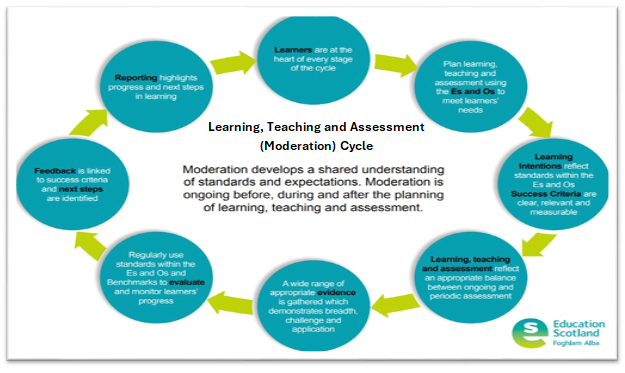 Learners are at the
heart of every stage
of the cycle
Plan learning,
teaching and
assessment using
the Es and Os to
meet learners'
needs
Learning
Intentions reflect
standards within the
Es and Os
Success Criteria are
clear, relevant and
measurable
Learning, teaching
and assessment reflect
an appropriate balance
between ongoing and
periodic assessment
A wide range of
appropriate evidence
is gathered which
demonstrates breadth,
challenge and
application
Regularly use
standards within the
Es and Os and
Benchmarks to evaluate
and monitor learners'
progress
Feedback is linked
to success criteria
and next steps
are identified
Reporting highlights
progress and next steps
in learning
Learning, Teaching and Assessment
(Moderation) Cycle
Moderation develops a shared understanding
of standards and expectations. Moderation is
ongoing before, during and after the planning
of learning, teaching and assessment.
Education
Scotland
Foghlam Alba